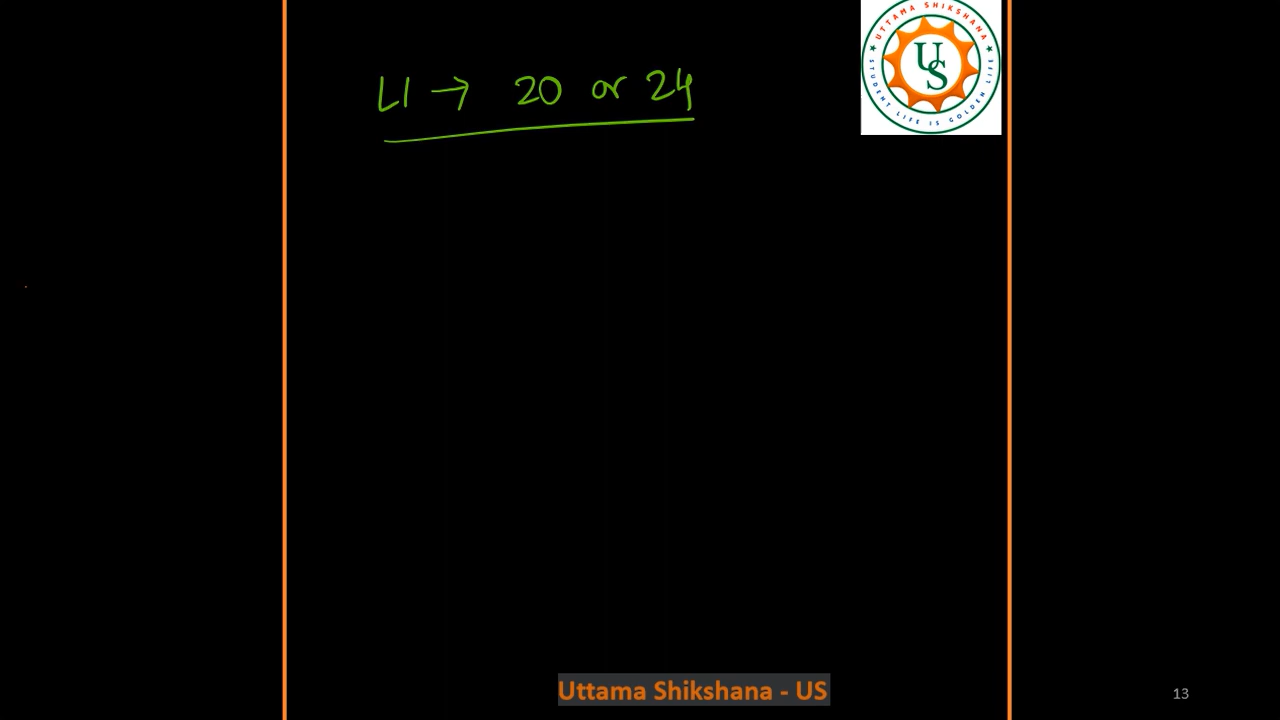 UTTAMA SHIKSHANA
US
STUDENT LIFE IS GOLDEN LIFE
L1 → 20 or 24
Uttama Shikshana - US
13